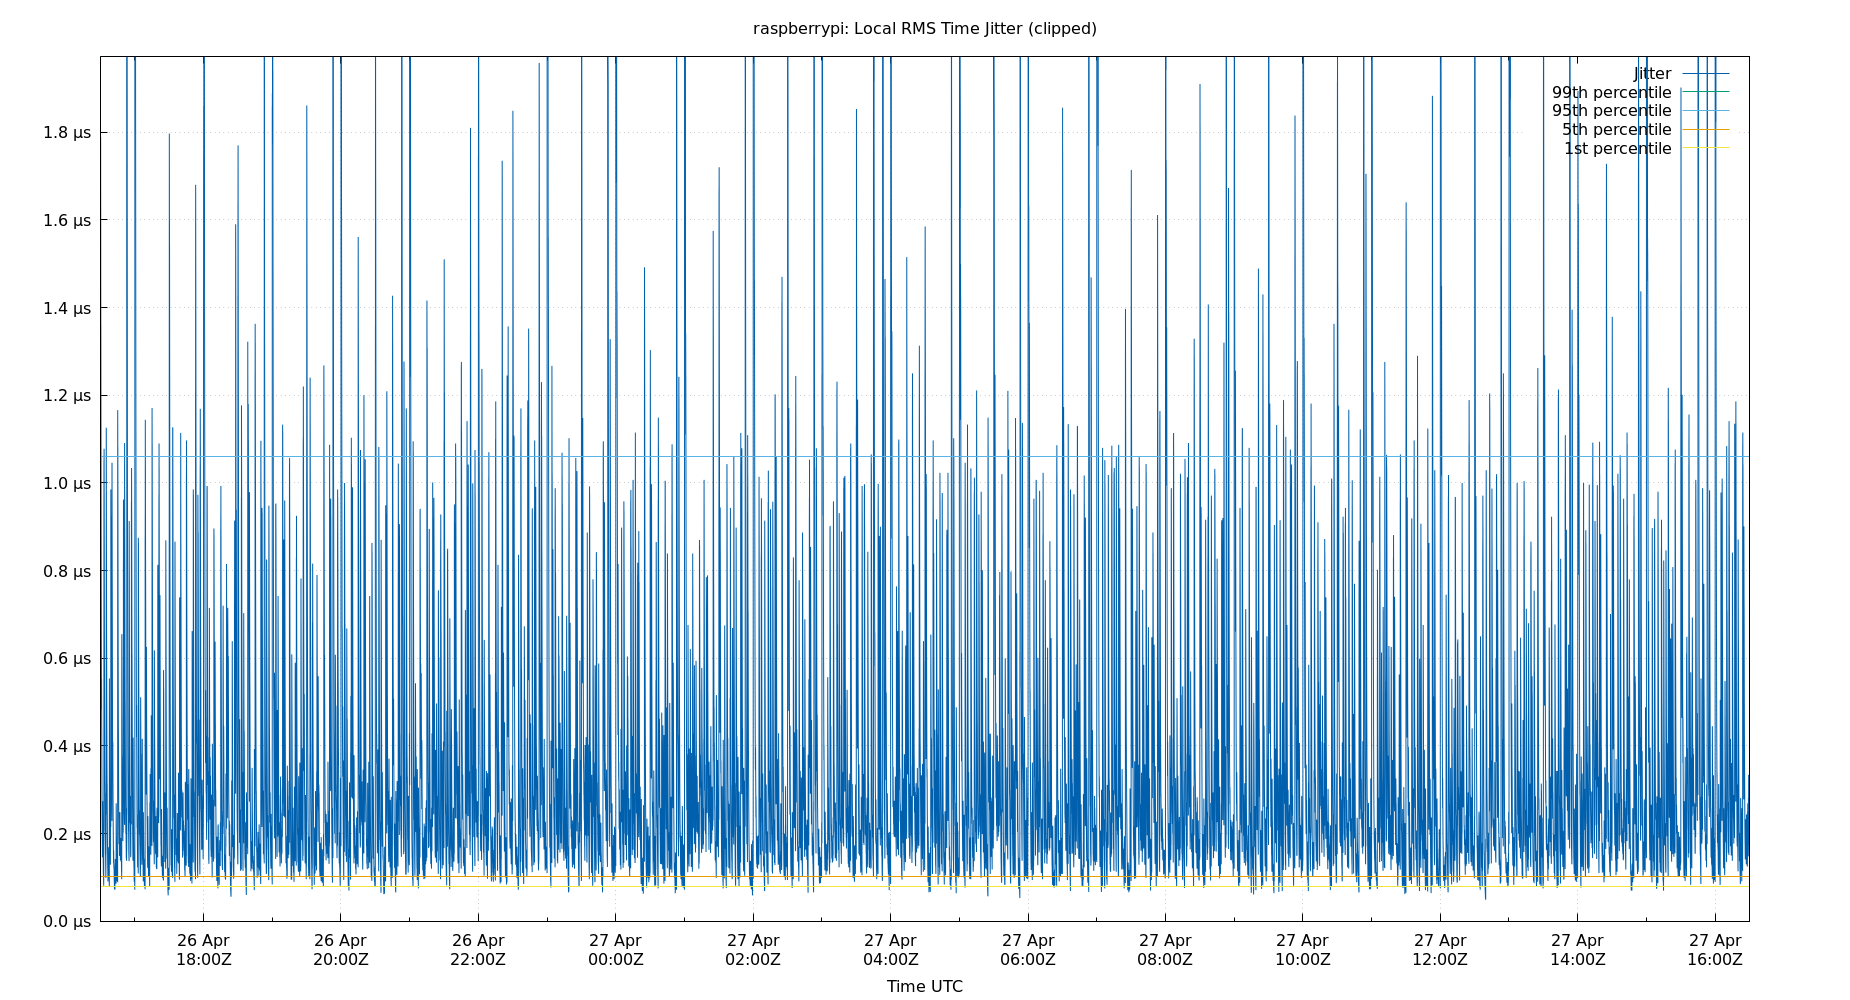 raspberrypi: Local RMS Time Jitter (clipped)
Jitter
99th percentile
95th percentile
5th percentile
1st percentile
1.8 µs
1.6 µs
1.4 µs
1.2 µs
1.0 µs
0.8 µs
0.6 µs
0.4 µs
0.2 µs
0.0 µs
26 Apr 26 Apr 26 Apr 27 Apr 27 Apr 27 Apr 27 Apr 27 Apr 27 Apr 27 Apr 27 Apr 27 Apr
18:00Z 20:00Z 22:00Z 00:00Z 02:00Z 04:00Z 06:00Z 08:00Z 10:00Z 12:00Z 14:00Z 16:00Z
Time UTC